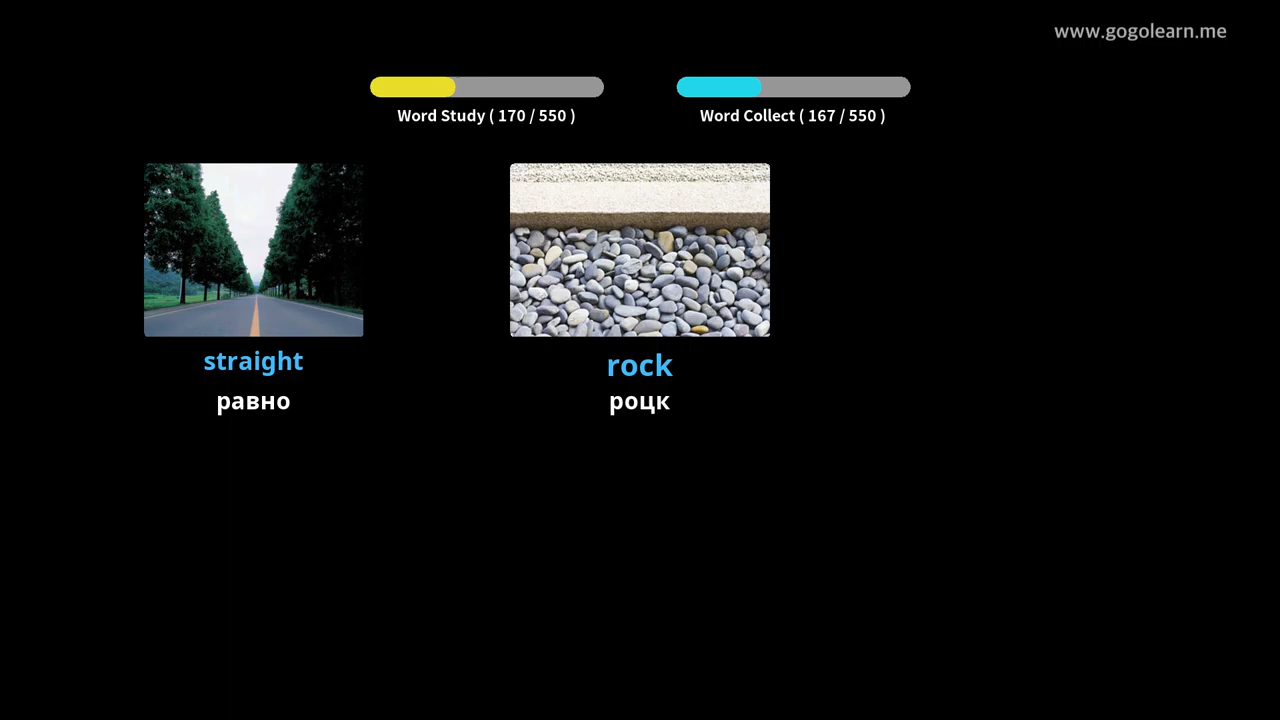 www.gogolearn.me
Word Study ( 170 / 550 )
Word Collect ( 167 / 550 )
straight
равно
rock
роцк